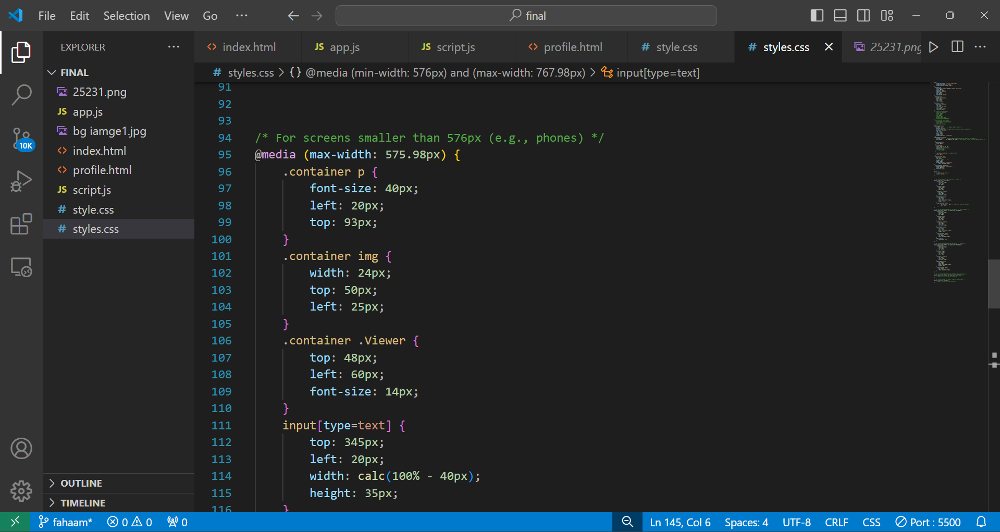 File Edit Selection View Go ··· final
EXPLORER ···
FINAL
25231.png
JS app.js
bg iamge1.jpg
<> index.html
<> profile.html
JS script.js
# style.css
# styles.css
10K
OUTLINE
TIMELINE
<> index.html JS app.js JS script.js <> profile.html # style.css # styles.css 25231.png ···
# styles.css > {} @media (min-width: 576px) and (max-width: 767.98px) > input[type=text]
91
92
93
94 /* For screens smaller than 576px (e.g., phones) */
95 @media (max-width: 575.98px) {
96 .container p {
97 font-size: 40px;
98 left: 20px;
99 top: 93px;
100 }
101 .container img {
102 width: 24px;
103 top: 50px;
104 left: 25px;
105 }
106 .container .Viewer {
107 top: 48px;
108 left: 60px;
109 font-size: 14px;
110 }
111 input[type=text] {
112 top: 345px;
113 left: 20px;
114 width: calc(100% - 40px);
115 height: 35px;
116 }
fahaam* 0 0 0 Ln 145, Col 6 Spaces: 4 UTF-8 CRLF CSS Port : 5500